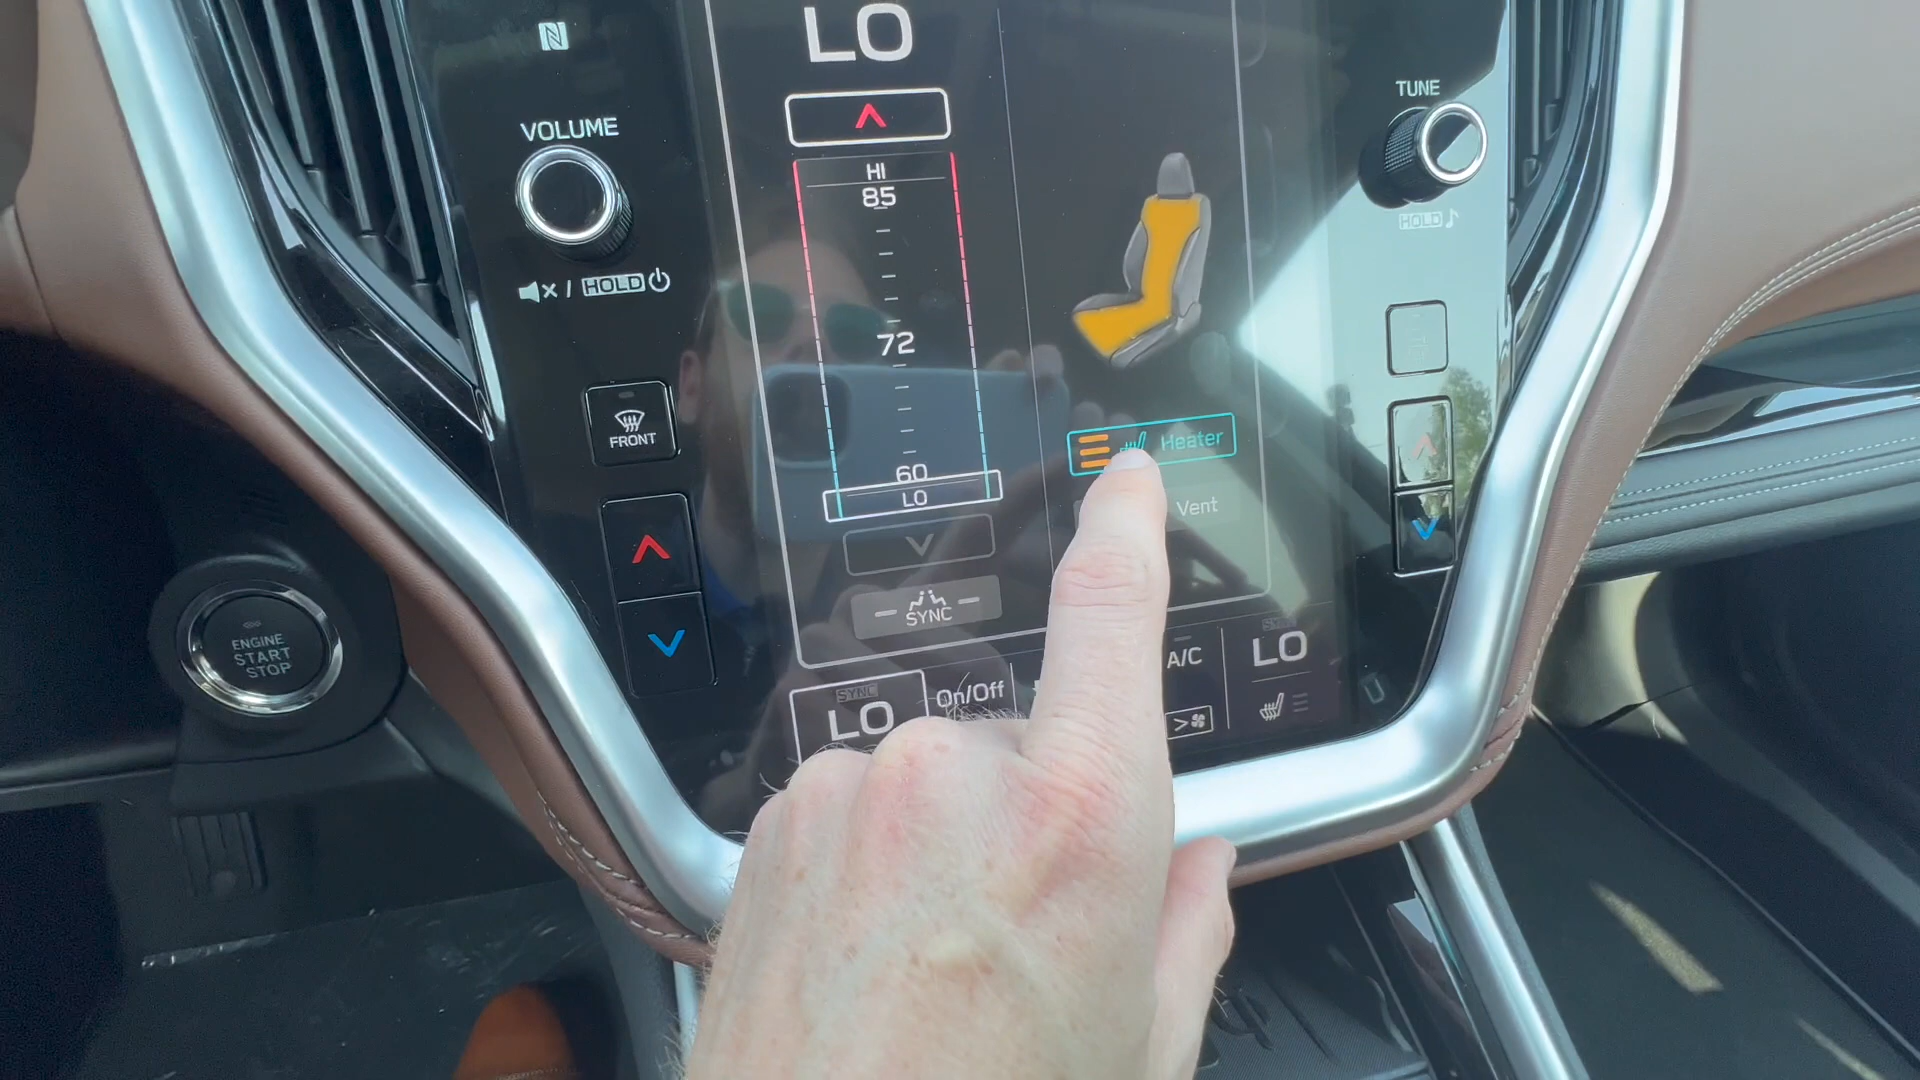 LO
VOLUME
HOLD
TUNE
HOLD
HI
85
72
60
LO
FRONT
Heater
Vent
SYNC
ENGINE
START
STOP
SYNC
LO
On/Off
A/C
SYNC
LO